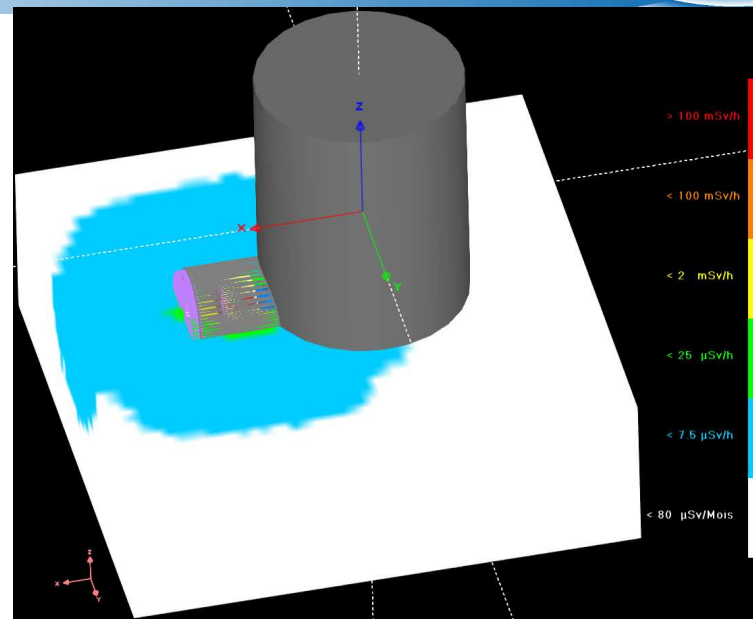 Z
X
Y
> 100 mSv/h
< 100 mSv/h
< 2 mSv/h
< 25 µSv/h
< 7.5 µSv/h
< 80 µSv/Mois
z
x
Y